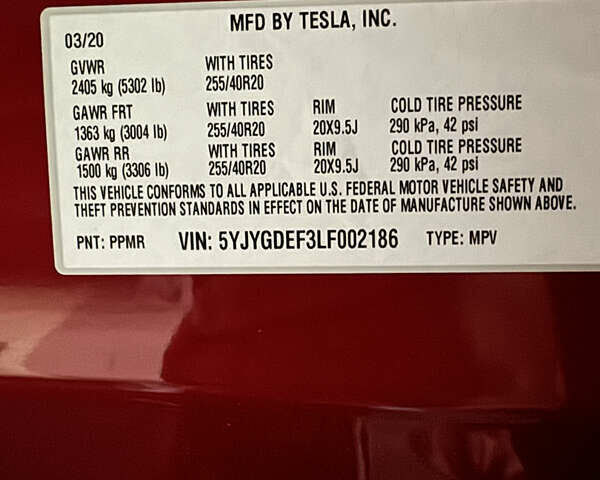 MFD BY TESLA, INC.
03/20
GVWR WITH TIRES
2405 kg (5302 lb) 255/40R20
GAWR FRT WITH TIRES RIM COLD TIRE PRESSURE
1363 kg (3004 lb) 255/40R20 20X9.5J 290 kPa, 42 psi
GAWR RR WITH TIRES RIM COLD TIRE PRESSURE
1500 kg (3306 lb) 255/40R20 20X9.5J 290 kPa, 42 psi
THIS VEHICLE CONFORMS TO ALL APPLICABLE U.S. FEDERAL MOTOR VEHICLE SAFETY AND
THEFT PREVENTION STANDARDS IN EFFECT ON THE DATE OF MANUFACTURE SHOWN ABOVE.
PNT: PPMR VIN: 5YJYGDEF3LF002186 TYPE: MPV